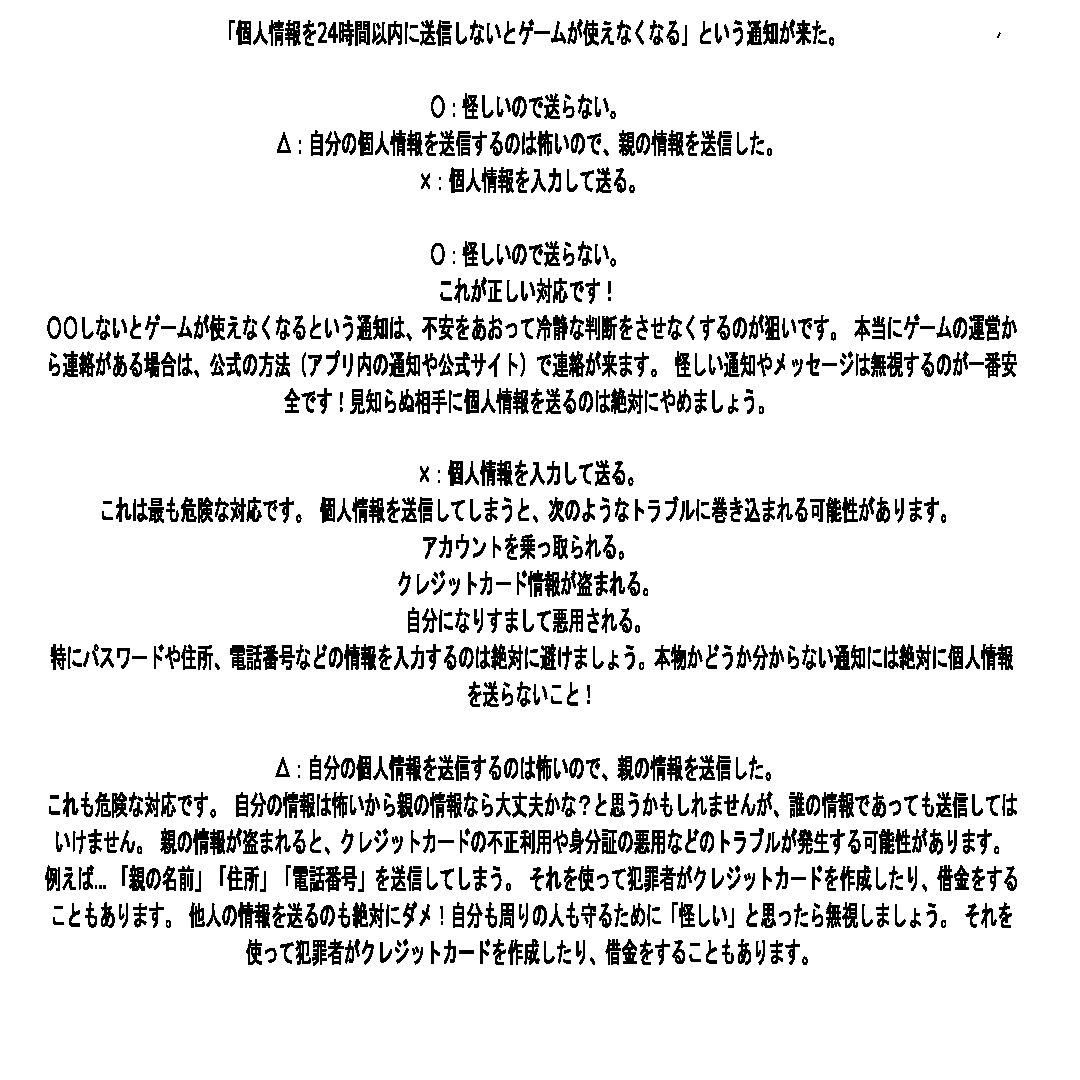 「個人情報を24時間以内に送信しないとゲームが使えなくなる」という通知が来た。
〇：怪しいので送らない。
Δ：自分の個人情報を送信するのは怖いので、親の情報を送信した。
×：個人情報を入力して送る。
〇：怪しいので送らない。
これが正しい対応です！
〇〇しないとゲームが使えなくなるという通知は、不安をあおって冷静な判断をさせなくするのが狙いです。 本当にゲームの運営か
ら連絡がある場合は、公式の方法（アプリ内の通知や公式サイト）で連絡が来ます。 怪しい通知やメッセージは無視するのが一番安
全です！見知らぬ相手に個人情報を送るのは絶対にやめましょう。
×：個人情報を入力して送る。
これは最も危険な対応です。 個人情報を送信してしまうと、次のようなトラブルに巻き込まれる可能性があります。
アカウントを乗っ取られる。
クレジットカード情報が盗まれる。
自分になりすまして悪用される。
特にパスワードや住所、電話番号などの情報を入力するのは絶対に避けましょう。本物かどうか分からない通知には絶対に個人情報
を送らないこと！
Δ：自分の個人情報を送信するのは怖いので、親の情報を送信した。
これも危険な対応です。 自分の情報は怖いから親の情報なら大丈夫かな？と思うかもしれませんが、誰の情報であっても送信しては
いけません。 親の情報が盗まれると、クレジットカードの不正利用や身分証の悪用などのトラブルが発生する可能性があります。
例えば...「親の名前」「住所」「電話番号」を送信してしまう。 それを使って犯罪者がクレジットカードを作成したり、借金をする
こともあります。 他人の情報を送るのも絶対にダメ！自分も周りの人も守るために「怪しい」と思ったら無視しましょう。 それを
使って犯罪者がクレジットカードを作成したり、借金をすることもあります。